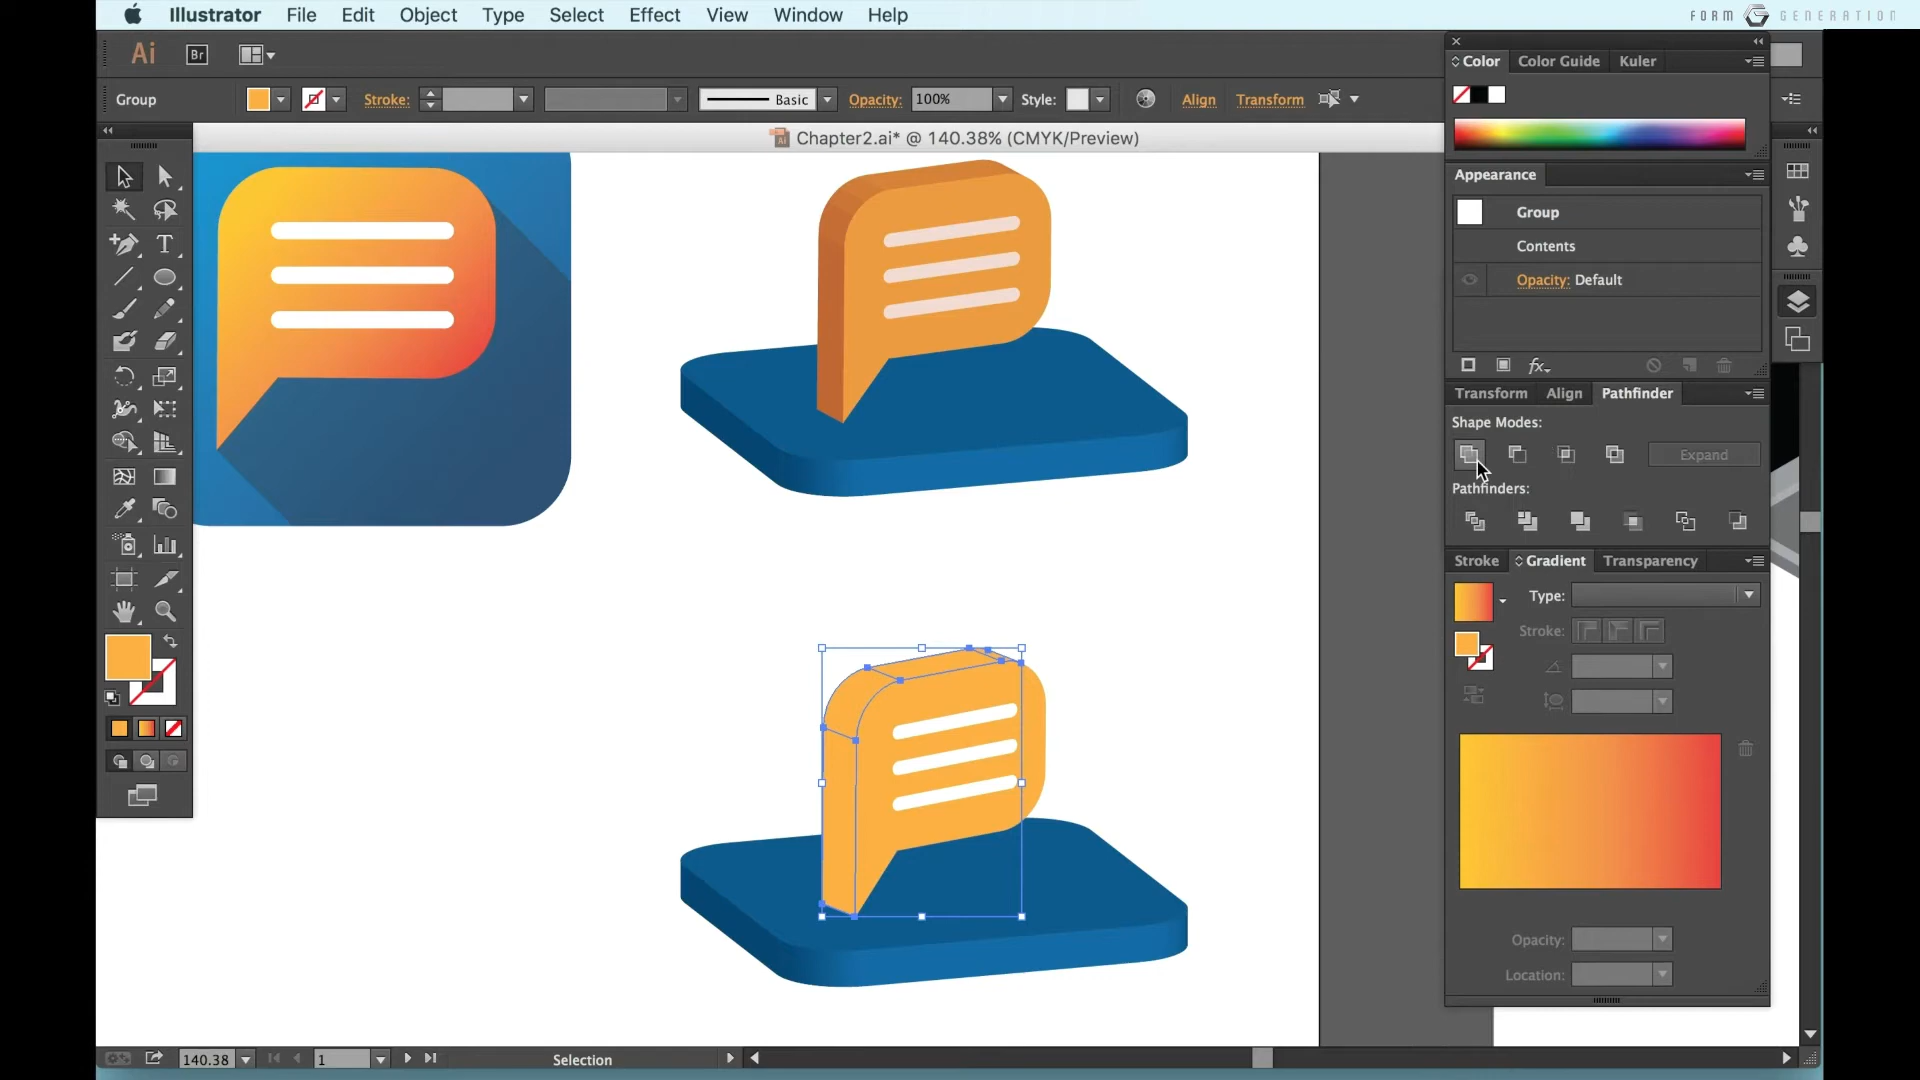 Illustrator File Edit Object Type Select Effect View Window Help
FORM GENERATION
Ai Br
Group Stroke: Basic Opacity: 100% Style: Align Transform
Chapter2.ai* @ 140.38% (CMYK/Preview)
Color Color Guide Kuler
Appearance
Group
Contents
Opacity: Default
fx
Transform Align Pathfinder
Shape Modes:
Expand
Pathfinders:
Stroke Gradient Transparency
Type:
Stroke:
Opacity:
Location:
T
140.38 1 Selection